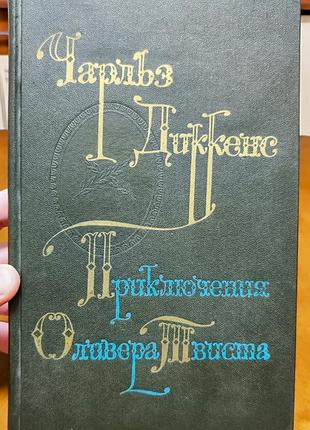 Чарльз
Диккенс
Приключения
Оливера Твиста